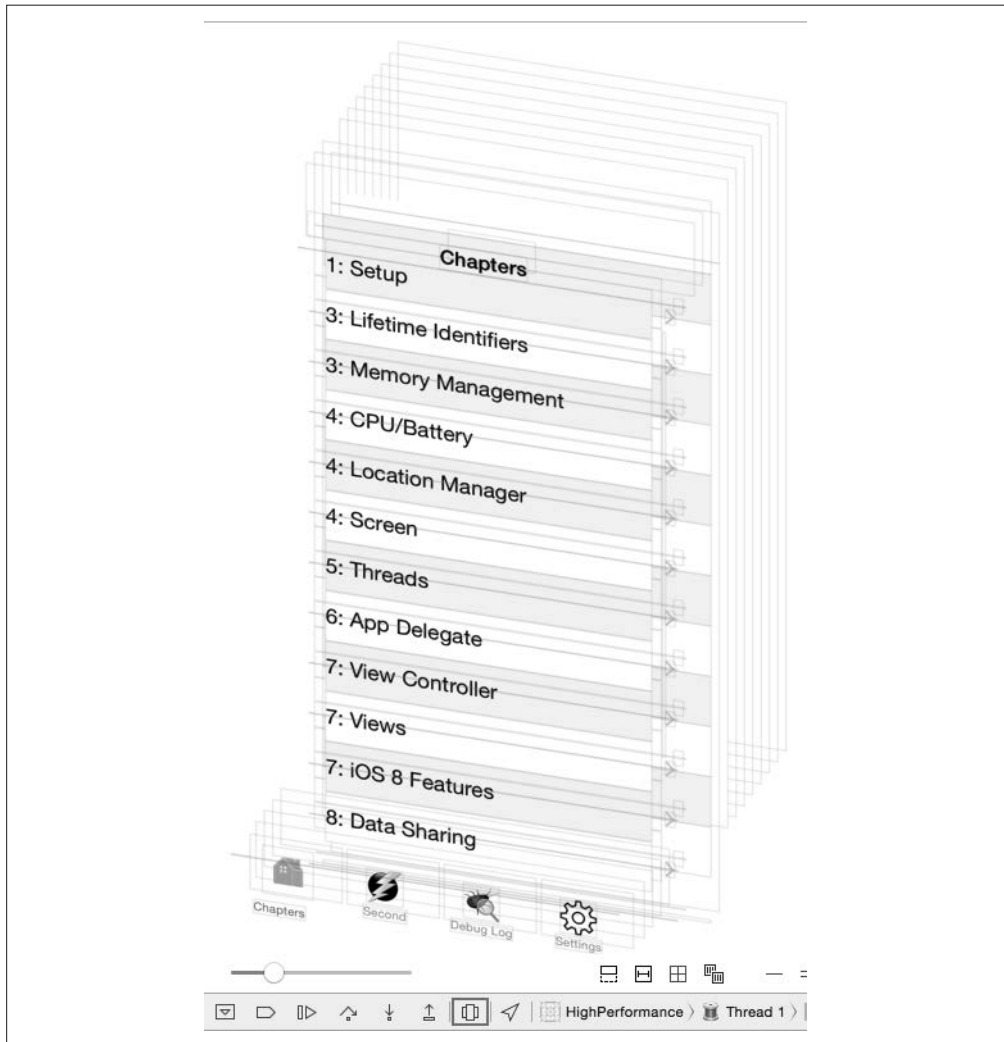 Chapters
1: Setup
3: Lifetime Identifiers
3: Memory Management
4: CPU/Battery
4: Location Manager
4: Screen
5: Threads
6: App Delegate
7: View Controller
7: Views
7: iOS 8 Features
8: Data Sharing
Chapters
Second
Debug Log
Settings
HighPerformance
Thread 1